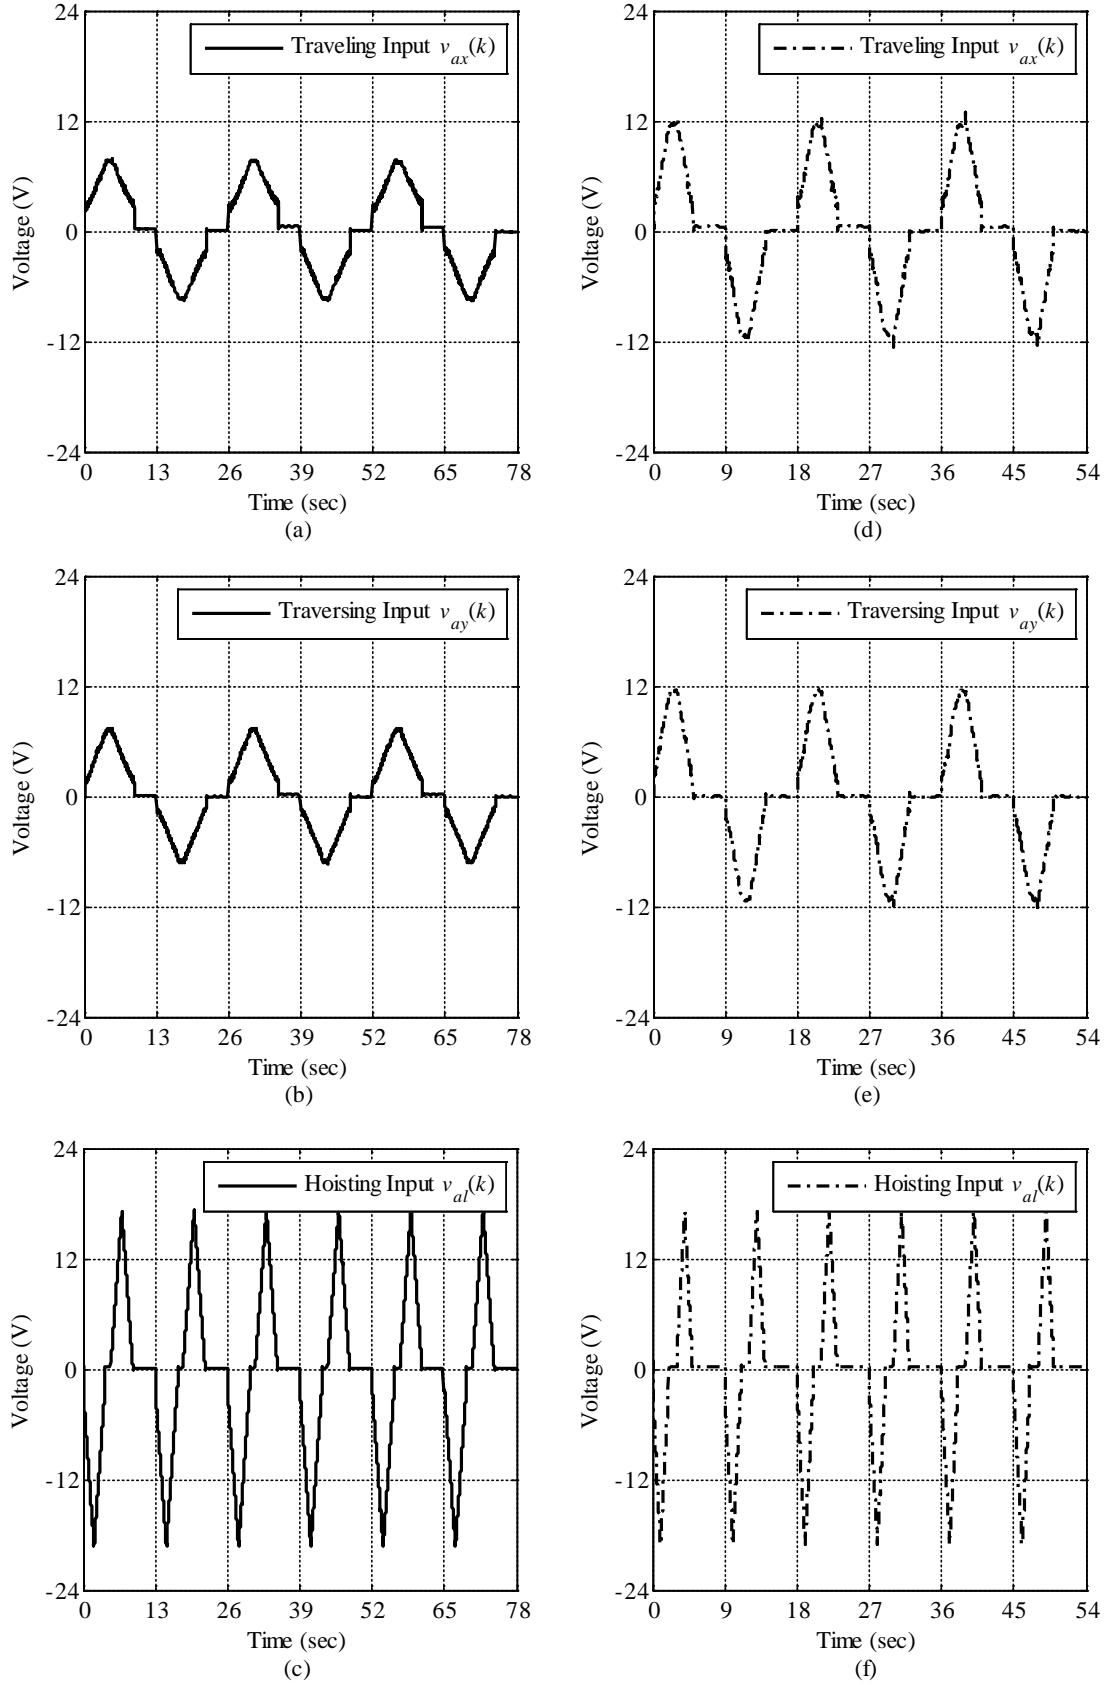 24
12
0
-12
-24
Voltage (V)
Traveling Input v_ax(k)
0 13 26 39 52 65 78
Time (sec)
(a)
24
12
0
-12
-24
Voltage (V)
Traveling Input v_ax(k)
0 9 18 27 36 45 54
Time (sec)
(d)
24
12
0
-12
-24
Voltage (V)
Traversing Input v_ay(k)
0 13 26 39 52 65 78
Time (sec)
(b)
24
12
0
-12
-24
Voltage (V)
Traversing Input v_ay(k)
0 9 18 27 36 45 54
Time (sec)
(e)
24
12
0
-12
-24
Voltage (V)
Hoisting Input v_al(k)
0 13 26 39 52 65 78
Time (sec)
(c)
24
12
0
-12
-24
Voltage (V)
Hoisting Input v_al(k)
0 9 18 27 36 45 54
Time (sec)
(f)